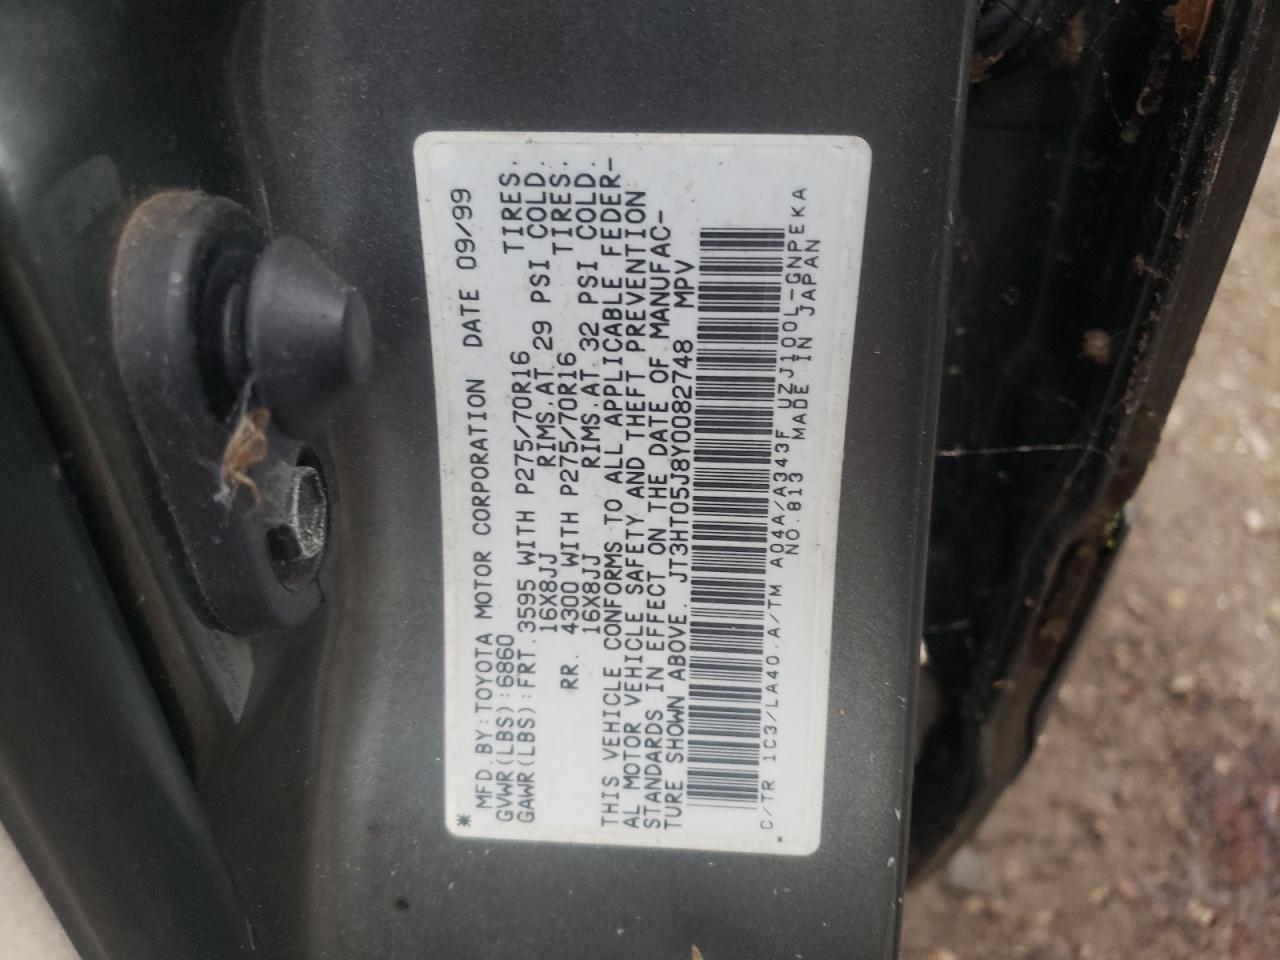 * MFD.BY:TOYOTA MOTOR CORPORATION DATE 09/99
GVWR(LBS):6860
GAWR(LBS):FRT.3595 WITH P275/70R16 TIRES.
16X8JJ RIMS.AT 29 PSI COLD.
RR. 4300 WITH P275/70R16 TIRES.
16X8JJ RIMS.AT 32 PSI COLD.
THIS VEHICLE CONFORMS TO ALL APPLICABLE FEDER-
AL MOTOR VEHICLE SAFETY AND THEFT PREVENTION
STANDARDS IN EFFECT ON THE DATE OF MANUFAC-
TURE SHOWN ABOVE. JT3HT05J8Y0082748 MPV
C/TR 1C3/LA40.A/TM A04A/A343F UZJ100L-GNPEKA
NO.813 MADE IN JAPAN